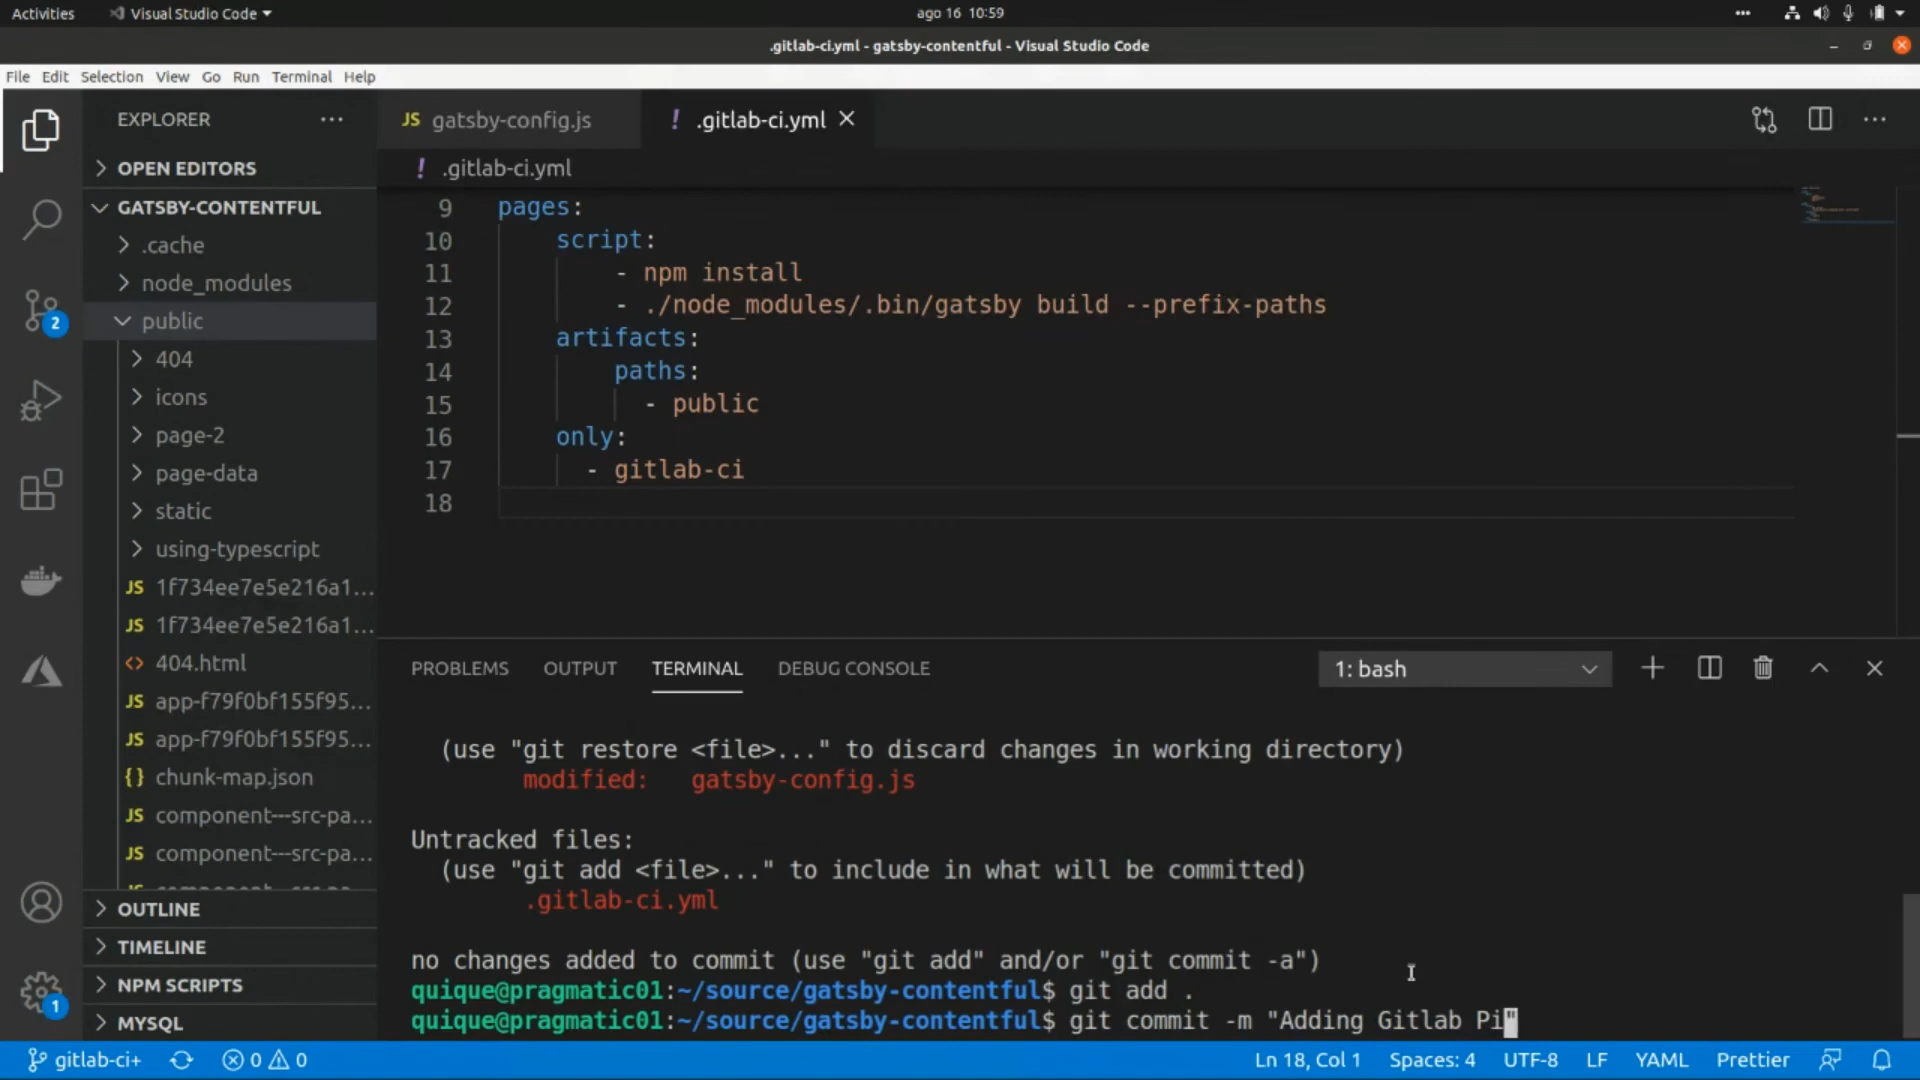 Activities
Visual Studio Code
ago 16 10:59
.gitlab-ci.yml - gatsby-contentful - Visual Studio Code
File Edit Selection View Go Run Terminal Help
EXPLORER
OPEN EDITORS
GATSBY-CONTENTFUL
.cache
node_modules
public
404
icons
page-2
page-data
static
using-typescript
JS 1f734ee7e5e216a1...
JS 1f734ee7e5e216a1...
<> 404.html
JS app-f79f0bf155f95...
JS app-f79f0bf155f95...
{} chunk-map.json
JS component---src-pa...
JS component---src-pa...
OUTLINE
TIMELINE
NPM SCRIPTS
MYSQL
2
1
JS gatsby-config.js
! .gitlab-ci.yml
! .gitlab-ci.yml
9 pages:
10 script:
11 - npm install
12 - ./node_modules/.bin/gatsby build --prefix-paths
13 artifacts:
14 paths:
15 - public
16 only:
17 - gitlab-ci
18
PROBLEMS OUTPUT TERMINAL DEBUG CONSOLE
1: bash
(use "git restore <file>..." to discard changes in working directory)
modified: gatsby-config.js
Untracked files:
(use "git add <file>..." to include in what will be committed)
.gitlab-ci.yml
no changes added to commit (use "git add" and/or "git commit -a")
quique@pragmatic01:~/source/gatsby-contentful$ git add .
quique@pragmatic01:~/source/gatsby-contentful$ git commit -m "Adding Gitlab Pi"
gitlab-ci+
0 0
Ln 18, Col 1 Spaces: 4 UTF-8 LF YAML Prettier